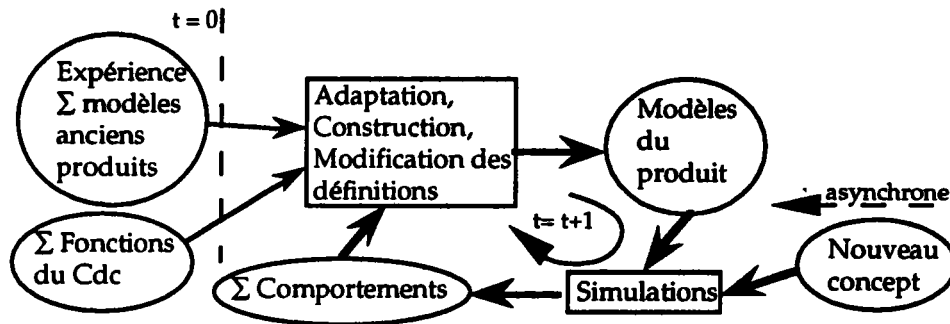 t = 0
Expérience
Σ modèles
anciens
produits
Σ Fonctions
du Cdc
Adaptation,
Construction,
Modification des
définitions
Modèles
du
produit
t= t+1
asynchrone
Σ Comportements
Simulations
Nouveau
concept